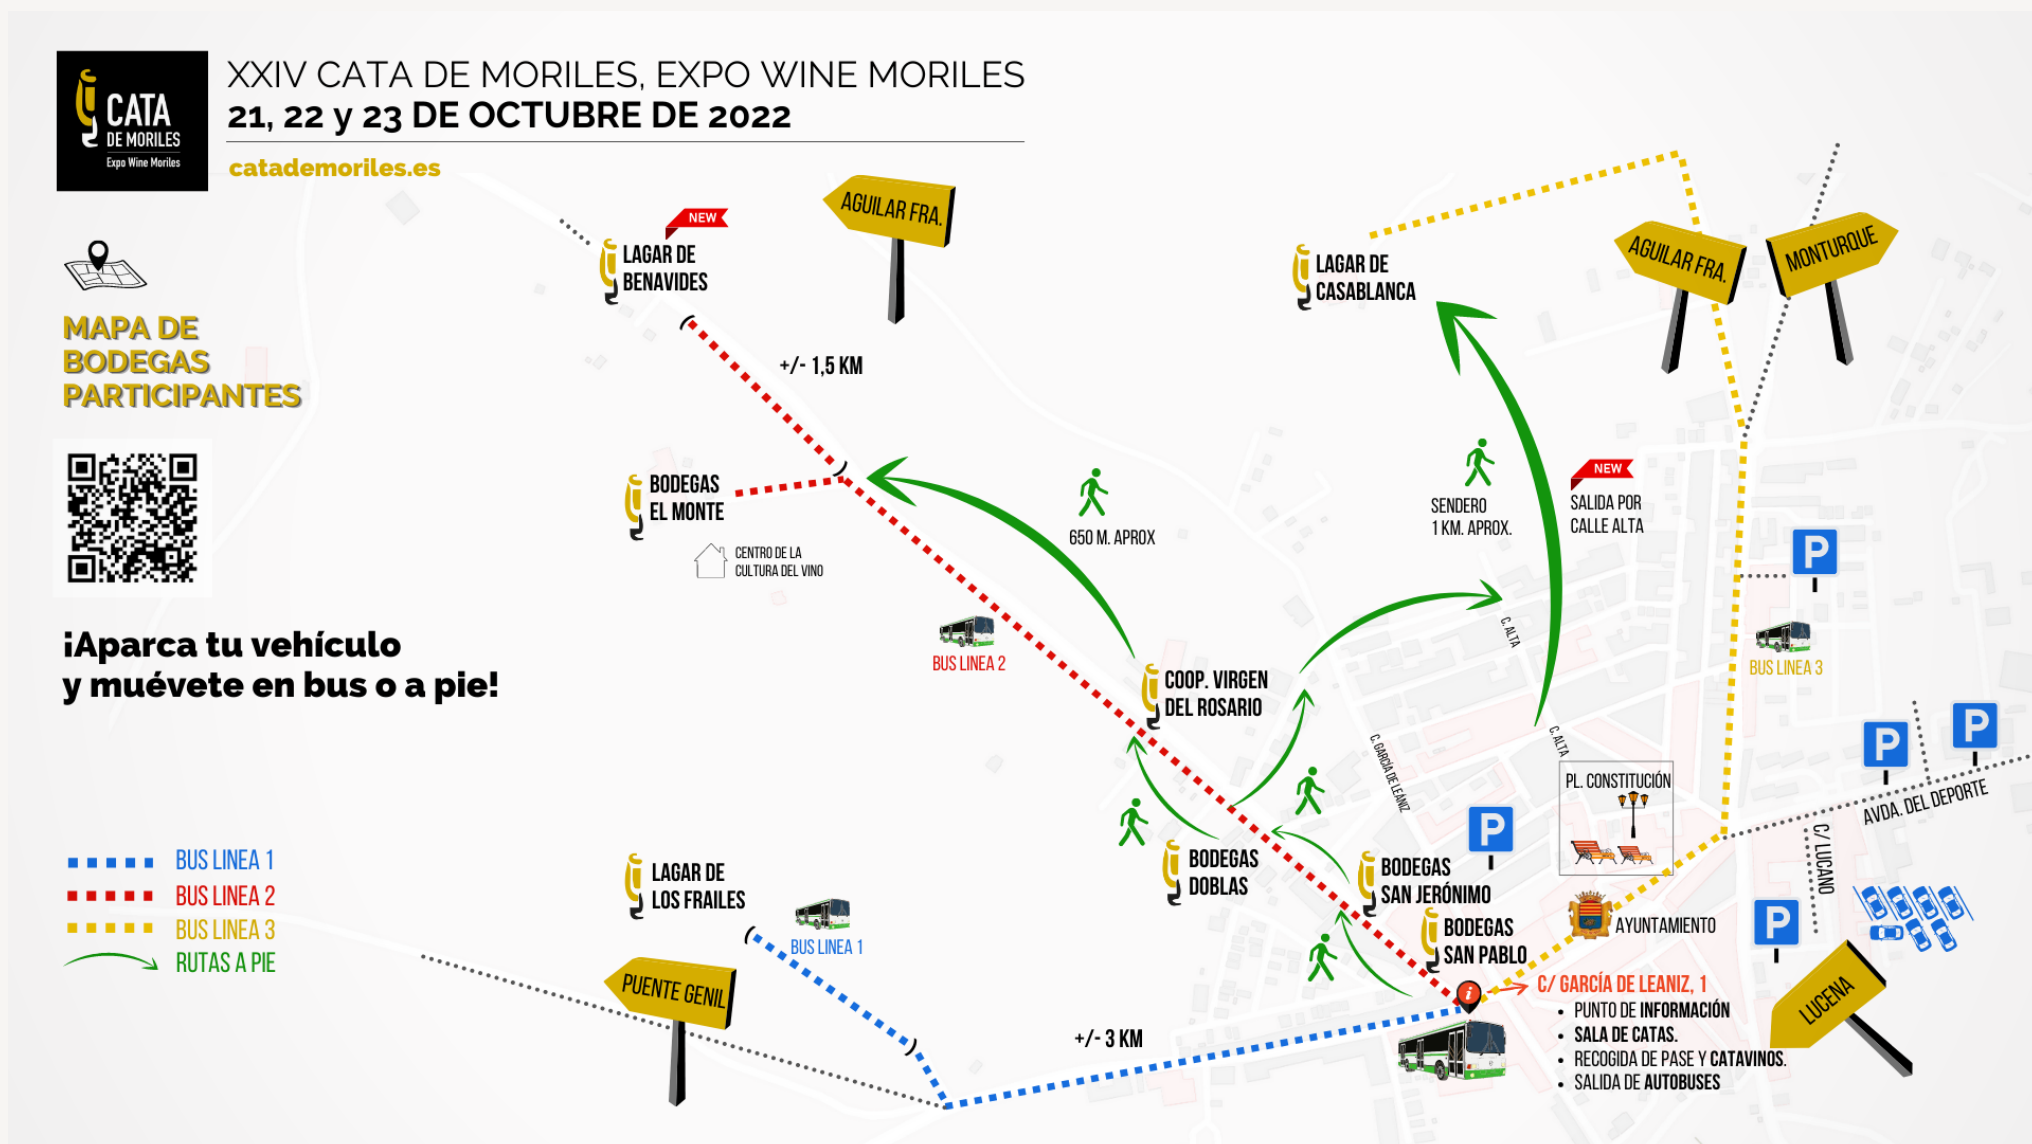 CATA
DE MORILES
Expo Wine Moriles
XXIV CATA DE MORILES, EXPO WINE MORILES
21, 22 y 23 DE OCTUBRE DE 2022
catademoriles.es
MAPA DE
BODEGAS
PARTICIPANTES
¡Aparca tu vehículo
y muévete en bus o a pie!
BUS LINEA 1
BUS LINEA 2
BUS LINEA 3
RUTAS A PIE
NEW
LAGAR DE
BENAVIDES
AGUILAR FRA.
+/- 1,5 KM
BODEGAS
EL MONTE
CENTRO DE LA
CULTURA DEL VINO
650 M. APROX
BUS LINEA 2
COOP. VIRGEN
DEL ROSARIO
LAGAR DE
CASABLANCA
AGUILAR FRA.
MONTURQUE
SENDERO
1 KM. APROX.
NEW
SALIDA POR
CALLE ALTA
P
C. ALTA
BUS LINEA 3
C. GARCÍA DE LEÁNIZ
C. ALTA
P
P
PL. CONSTITUCIÓN
AVDA. DEL DEPORTE
P
C/ LUCANO
BODEGAS
DOBLAS
BODEGAS
SAN JERÓNIMO
BODEGAS
SAN PABLO
AYUNTAMIENTO
P
LUCENA
LAGAR DE
LOS FRAILES
BUS LINEA 1
PUENTE GENIL
+/- 3 KM
i
C/ GARCÍA DE LEANIZ, 1
• PUNTO DE INFORMACIÓN
• SALA DE CATAS.
• RECOGIDA DE PASE Y CATAVINOS.
• SALIDA DE AUTOBUSES